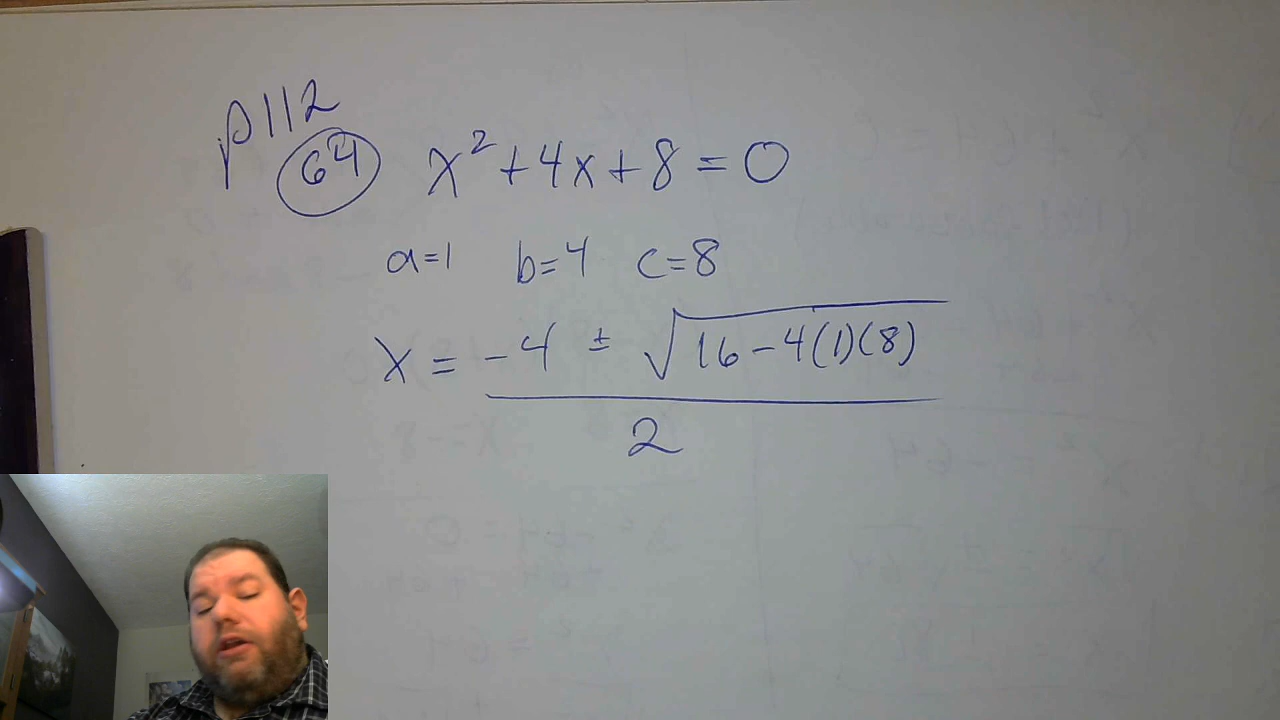 p112
64 x² + 4x + 8 = 0
a=1 b=4 c=8
x = -4 ± √16-4(1)(8)
2